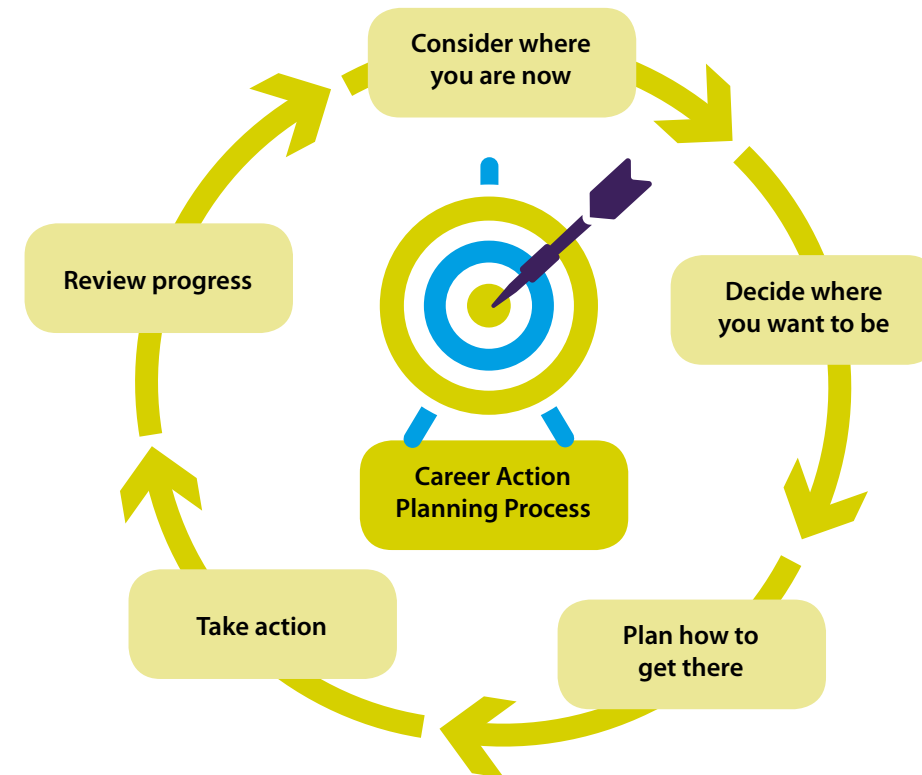 Consider where
you are now
Decide where
you want to be
Plan how to
get there
Take action
Review progress
Career Action
Planning Process